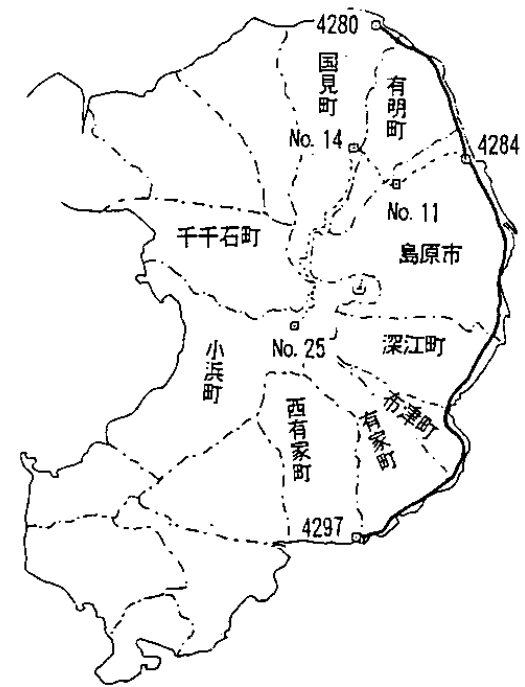 4280
国見町
有明町
No. 14
4284
No. 11
千千石町
島原市
No. 25
深江町
小浜町
布津町
西有家町
有家町
4297